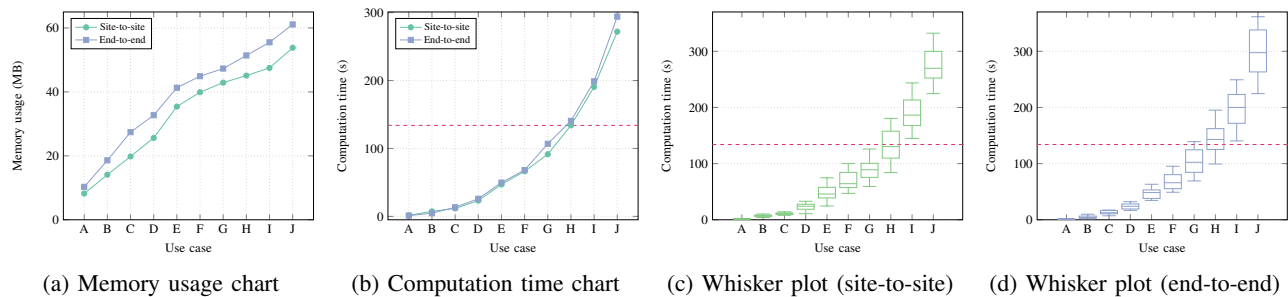 60
40
20
0
Memory usage (MB)
Site-to-site
End-to-end
A B C D E F G H I J
Use case
(a) Memory usage chart
300
200
100
0
Computation time (s)
Site-to-site
End-to-end
A B C D E F G H I J
Use case
(b) Computation time chart
300
200
100
0
Computation time (s)
A B C D E F G H I J
Use case
(c) Whisker plot (site-to-site)
300
200
100
0
Computation time (s)
A B C D E F G H I J
Use case
(d) Whisker plot (end-to-end)